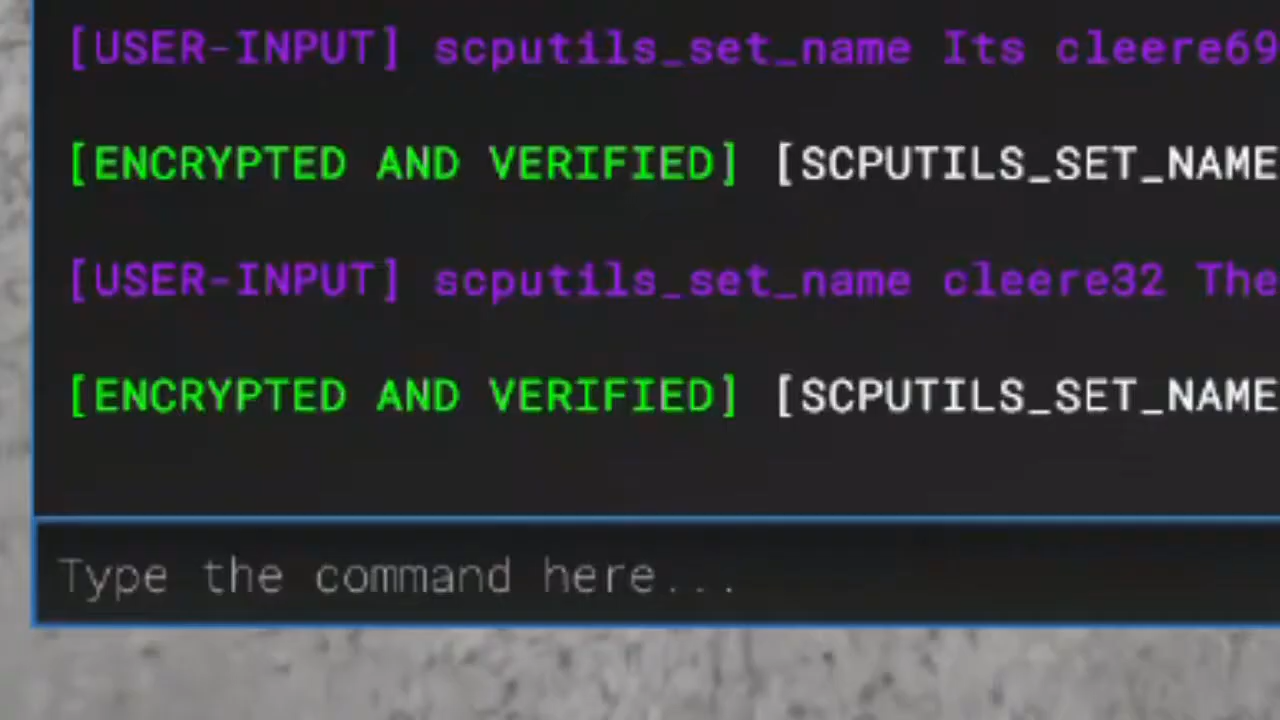 [USER-INPUT] scputils_set_name Its cleere69
[ENCRYPTED AND VERIFIED] [SCPUTILS_SET_NAME
[USER-INPUT] scputils_set_name cleere32 The
[ENCRYPTED AND VERIFIED] [SCPUTILS_SET_NAME
Type the command here...